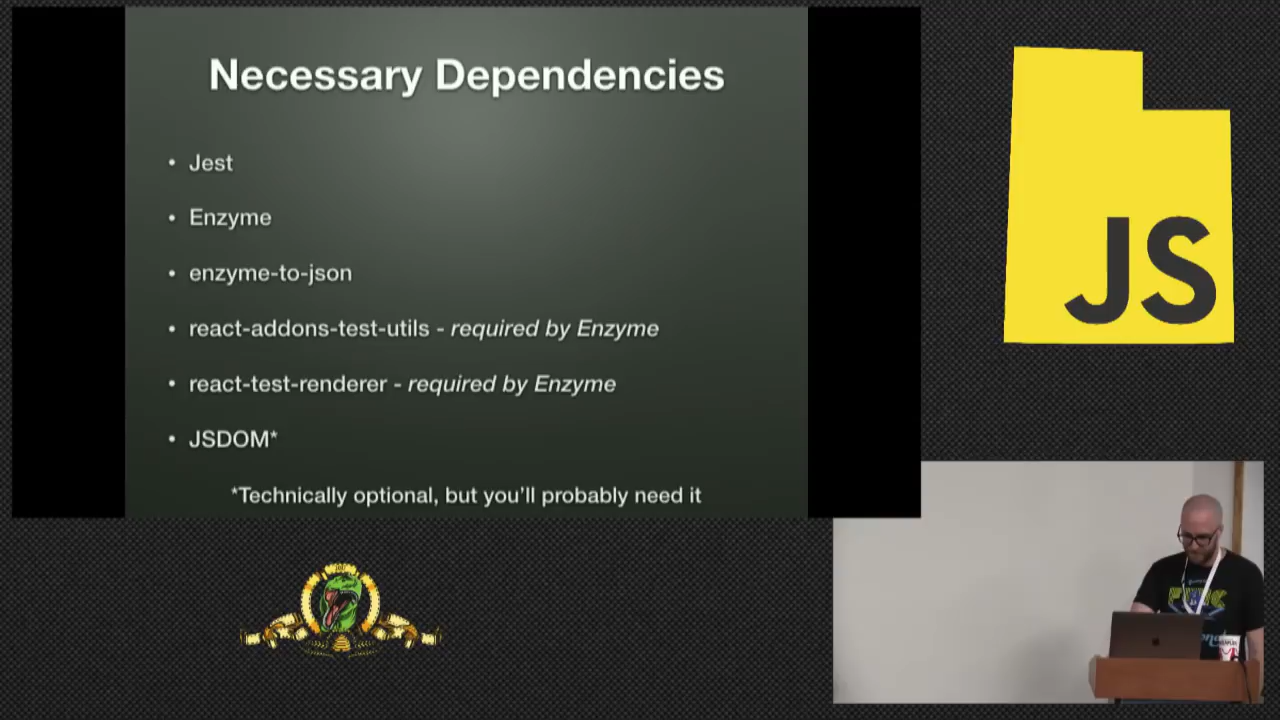 Necessary Dependencies
• Jest
• Enzyme
• enzyme-to-json
• react-addons-test-utils - required by Enzyme
• react-test-renderer - required by Enzyme
• JSDOM*
*Technically optional, but you'll probably need it
JS